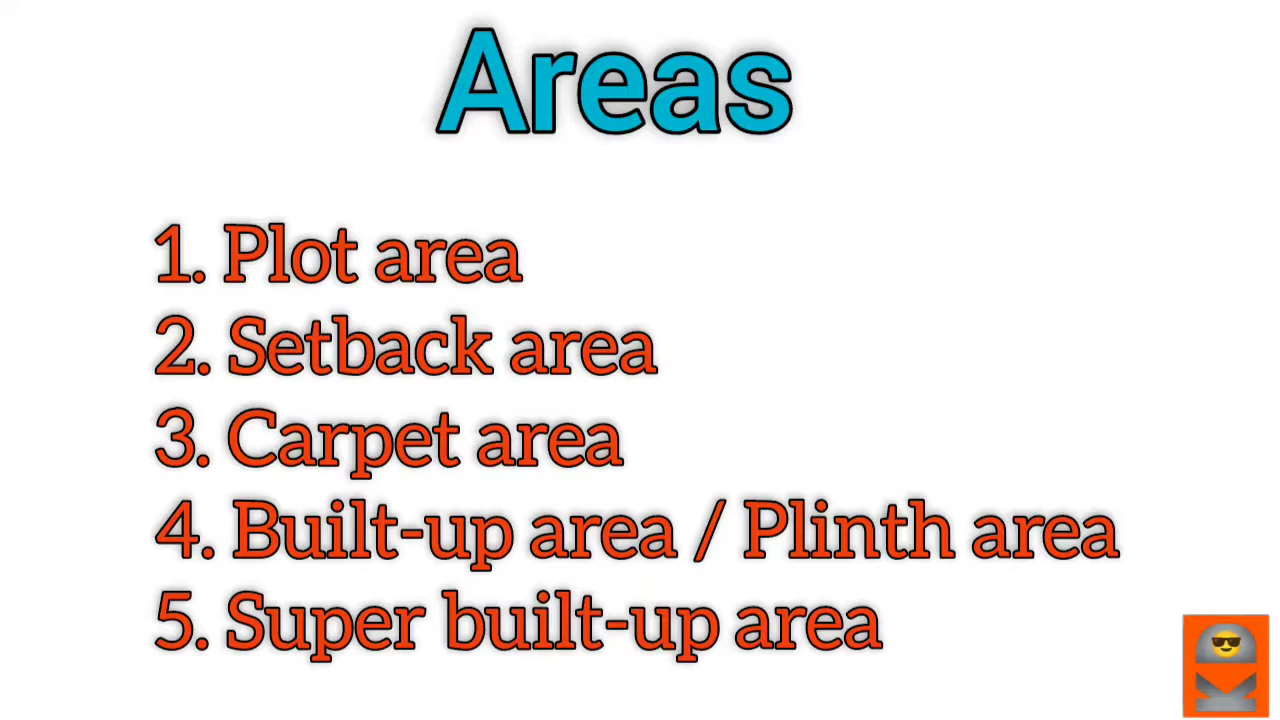 Areas
1. Plot area
2. Setback area
3. Carpet area
4. Built-up area / Plinth area
5. Super built-up area